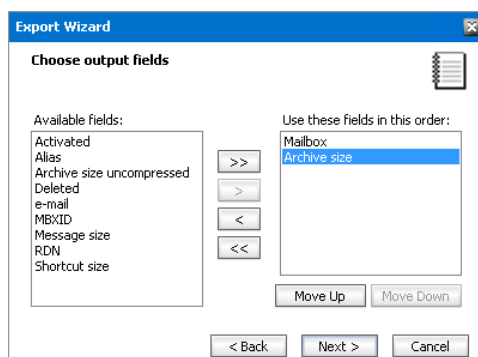 Export Wizard
Choose output fields
Available fields:
Activated
Alias
Archive size uncompressed
Deleted
e-mail
MBXID
Message size
RDN
Shortcut size
>>
>
<
<<
Use these fields in this order:
Mailbox
Archive size
Move Up
Move Down
< Back
Next >
Cancel